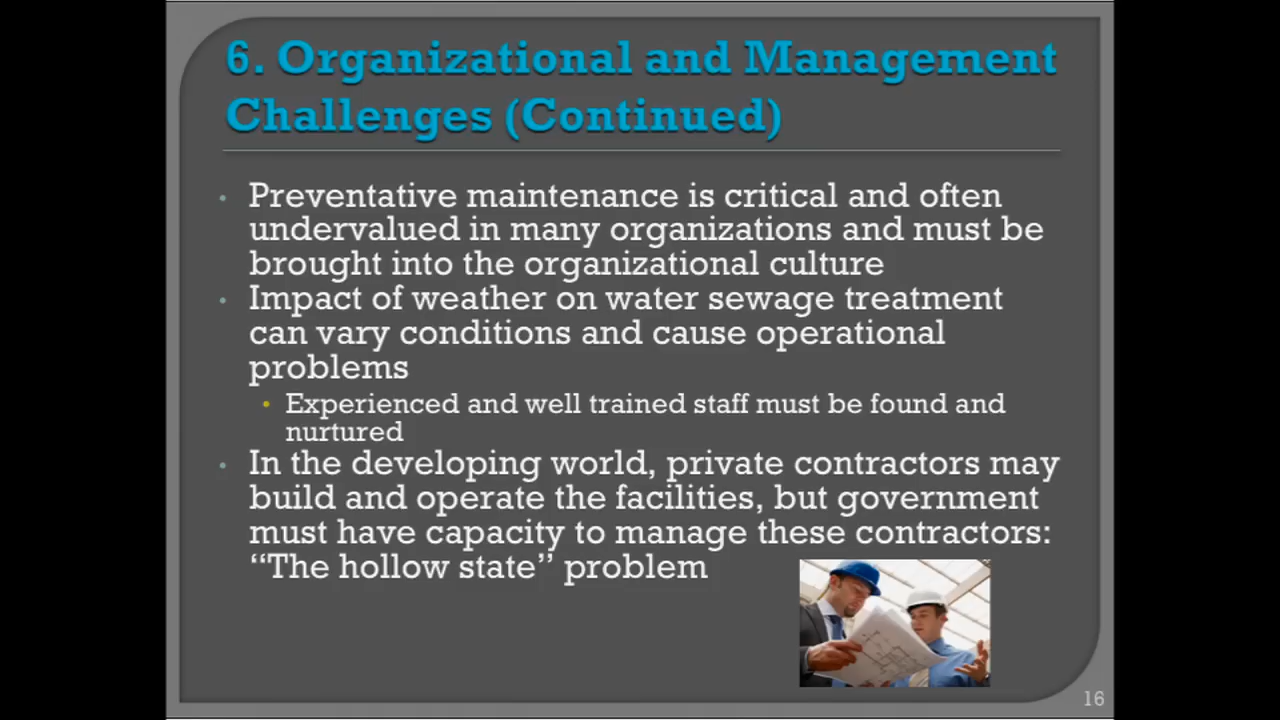 6. Organizational and Management
Challenges (Continued)
• Preventative maintenance is critical and often
undervalued in many organizations and must be
brought into the organizational culture
• Impact of weather on water sewage treatment
can vary conditions and cause operational
problems
• Experienced and well trained staff must be found and
nurtured
• In the developing world, private contractors may
build and operate the facilities, but government
must have capacity to manage these contractors:
“The hollow state” problem
16